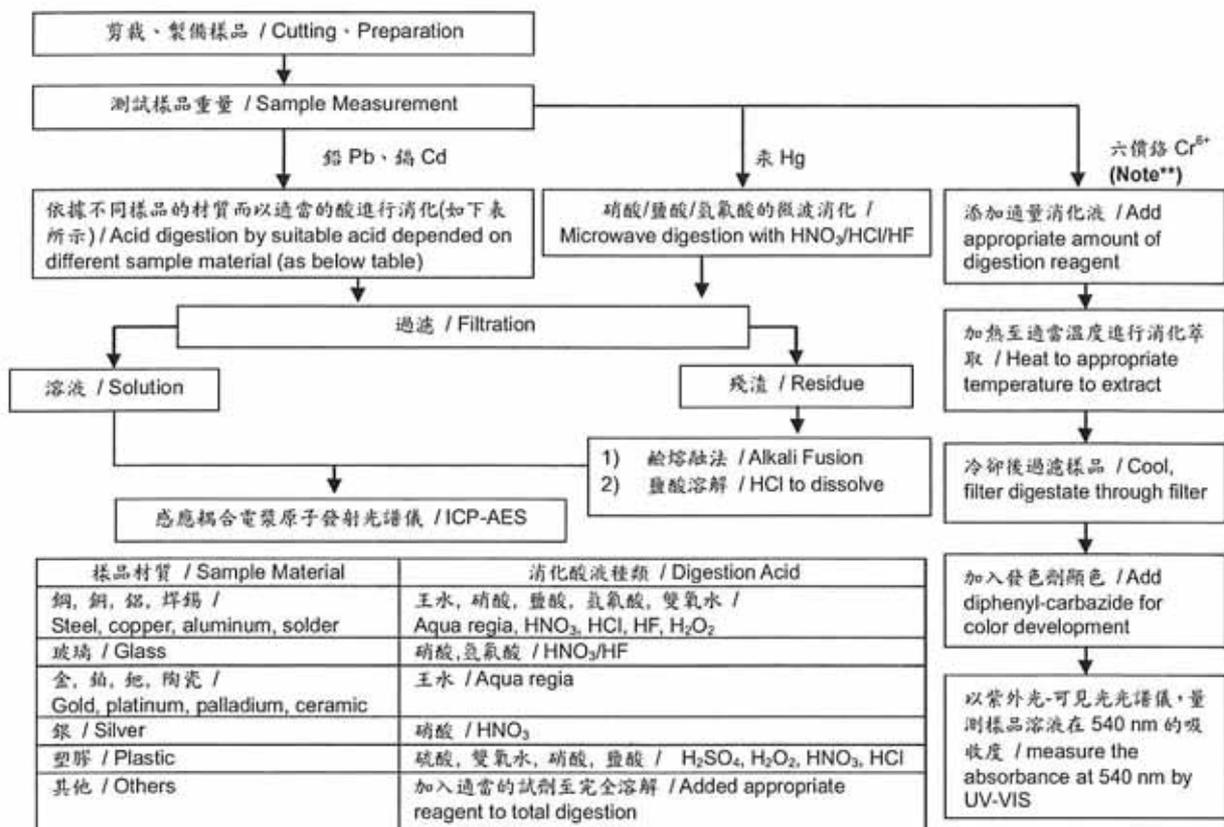 剪裁、製備樣品 / Cutting、Preparation
測試樣品重量 / Sample Measurement
鉛 Pb、鎘 Cd
汞 Hg
六價鉻 Cr⁶⁺
(Note**)
依據不同樣品的材質而以適當的酸進行消化(如下表
所示) / Acid digestion by suitable acid depended on
different sample material (as below table)
硝酸/鹽酸/氫氟酸的微波消化 /
Microwave digestion with HNO₃/HCl/HF
添加適量消化液 / Add
appropriate amount of
digestion reagent
過濾 / Filtration
加熱至適當溫度進行消化萃
取 / Heat to appropriate
temperature to extract
溶液 / Solution
殘渣 / Residue
1) 鹼熔融法 / Alkali Fusion
2) 鹽酸溶解 / HCl to dissolve
冷卻後過濾樣品 / Cool,
filter digestate through filter
感應耦合電漿原子發射光譜儀 / ICP-AES
加入發色劑顯色 / Add
diphenyl-carbazide for
color development
以紫外光-可見光光譜儀，量
測樣品溶液在 540 nm 的吸
收度 / measure the
absorbance at 540 nm by
UV-VIS
樣品材質 / Sample Material
消化酸液種類 / Digestion Acid
鋼, 銅, 鋁, 焊錫 /
Steel, copper, aluminum, solder
王水, 硝酸, 鹽酸, 氫氟酸, 雙氧水 /
Aqua regia, HNO₃, HCl, HF, H₂O₂
玻璃 / Glass
硝酸,氫氟酸 / HNO₃/HF
金, 鉑, 鈀, 陶瓷 /
Gold, platinum, palladium, ceramic
王水 / Aqua regia
銀 / Silver
硝酸 / HNO₃
塑膠 / Plastic
硫酸, 雙氧水, 硝酸, 鹽酸 / H₂SO₄, H₂O₂, HNO₃, HCl
其他 / Others
加入適當的試劑至完全溶解 / Added appropriate
reagent to total digestion